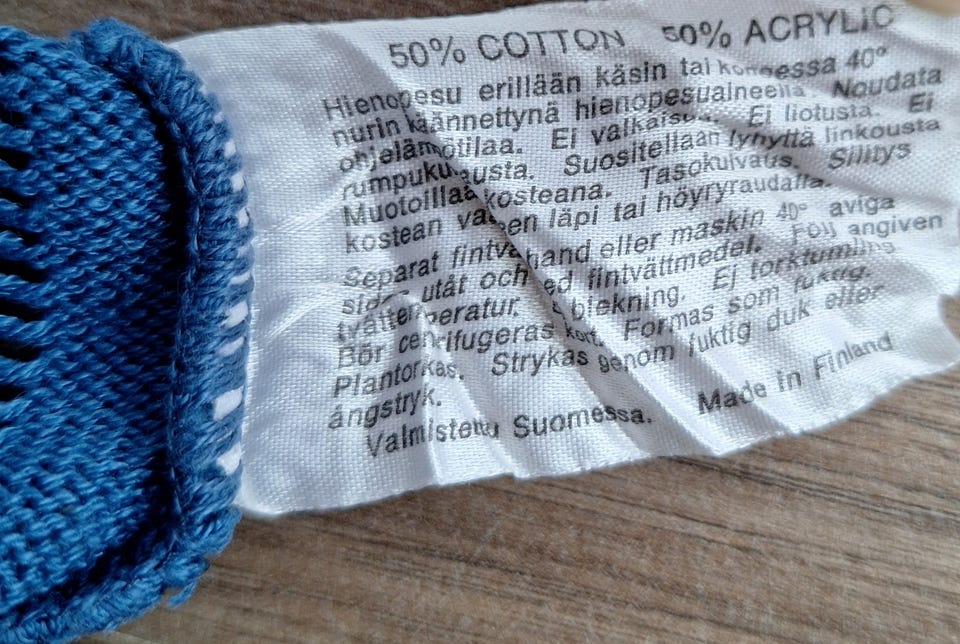 50% COTTON 50% ACRYLIC
Hienopesu erillään käsin tai koneessa 40°
nurin käännettynä hienopesuaineella Noudata
ohjelämpötilaa. Ei valkaisua. Ei liotusta. Ei
rumpukuivausta. Suositellaan lyhyttä linkousta
Muotoillaan kosteana. Tasokuivaus. Silitys
kostean vaatteen läpi tai höyryraudalla.
Separat fintvätt hand eller maskin 40° aviga
sidan utåt och med fintvättmedel. Följ angiven
tvättemperatur. Ej blekning. Ej torktumling
Bör centrifugeras kort. Formas som fuktig.
Plantorkas. Strykas genom fuktig duk eller
ångstryk.
Valmistettu Suomessa. Made in Finland